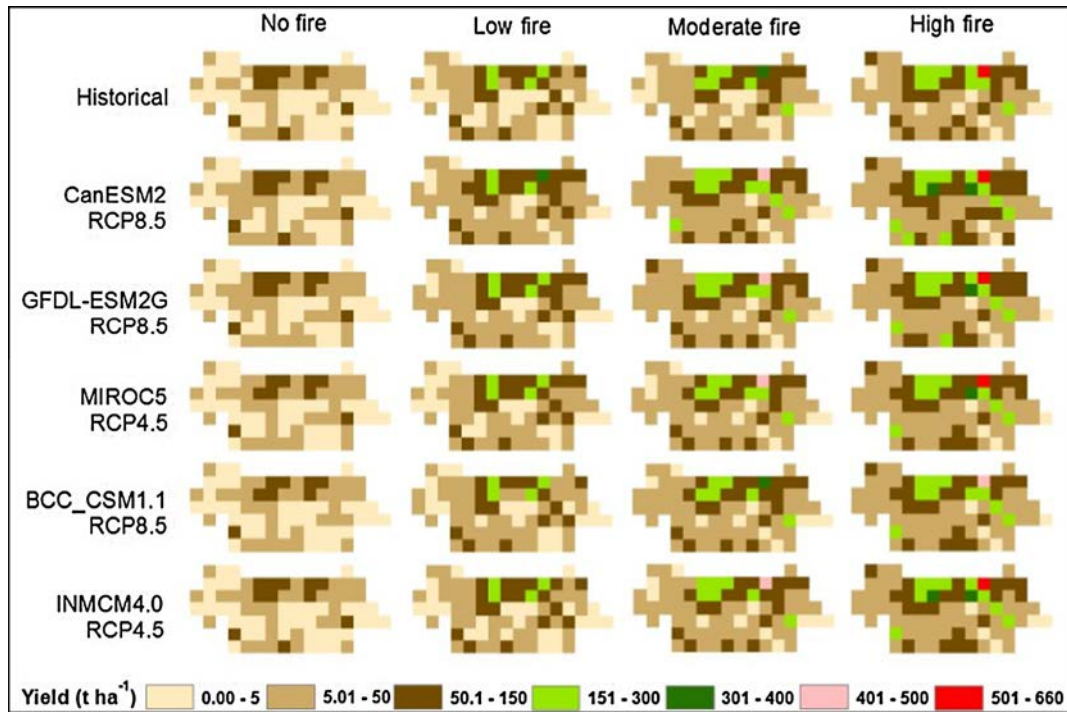 No fire Low fire Moderate fire High fire
Historical
CanESM2
RCP8.5
GFDL-ESM2G
RCP8.5
MIROC5
RCP4.5
BCC_CSM1.1
RCP8.5
INMCM4.0
RCP4.5
Yield (t ha⁻¹) 0.00 - 5 5.01 - 50 50.1 - 150 151 - 300 301 - 400 401 - 500 501 - 660